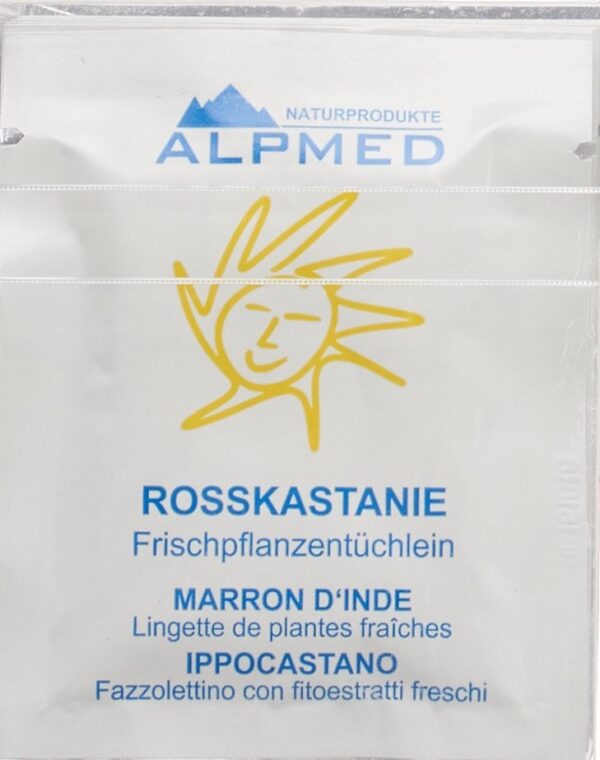 NATURPRODUKTE
ALPMED
ROSSKASTANIE
Frischpflanzentüchlein
MARRON D‘INDE
Lingette de plantes fraîches
IPPOCASTANO
Fazzolettino con fitoestratti freschi